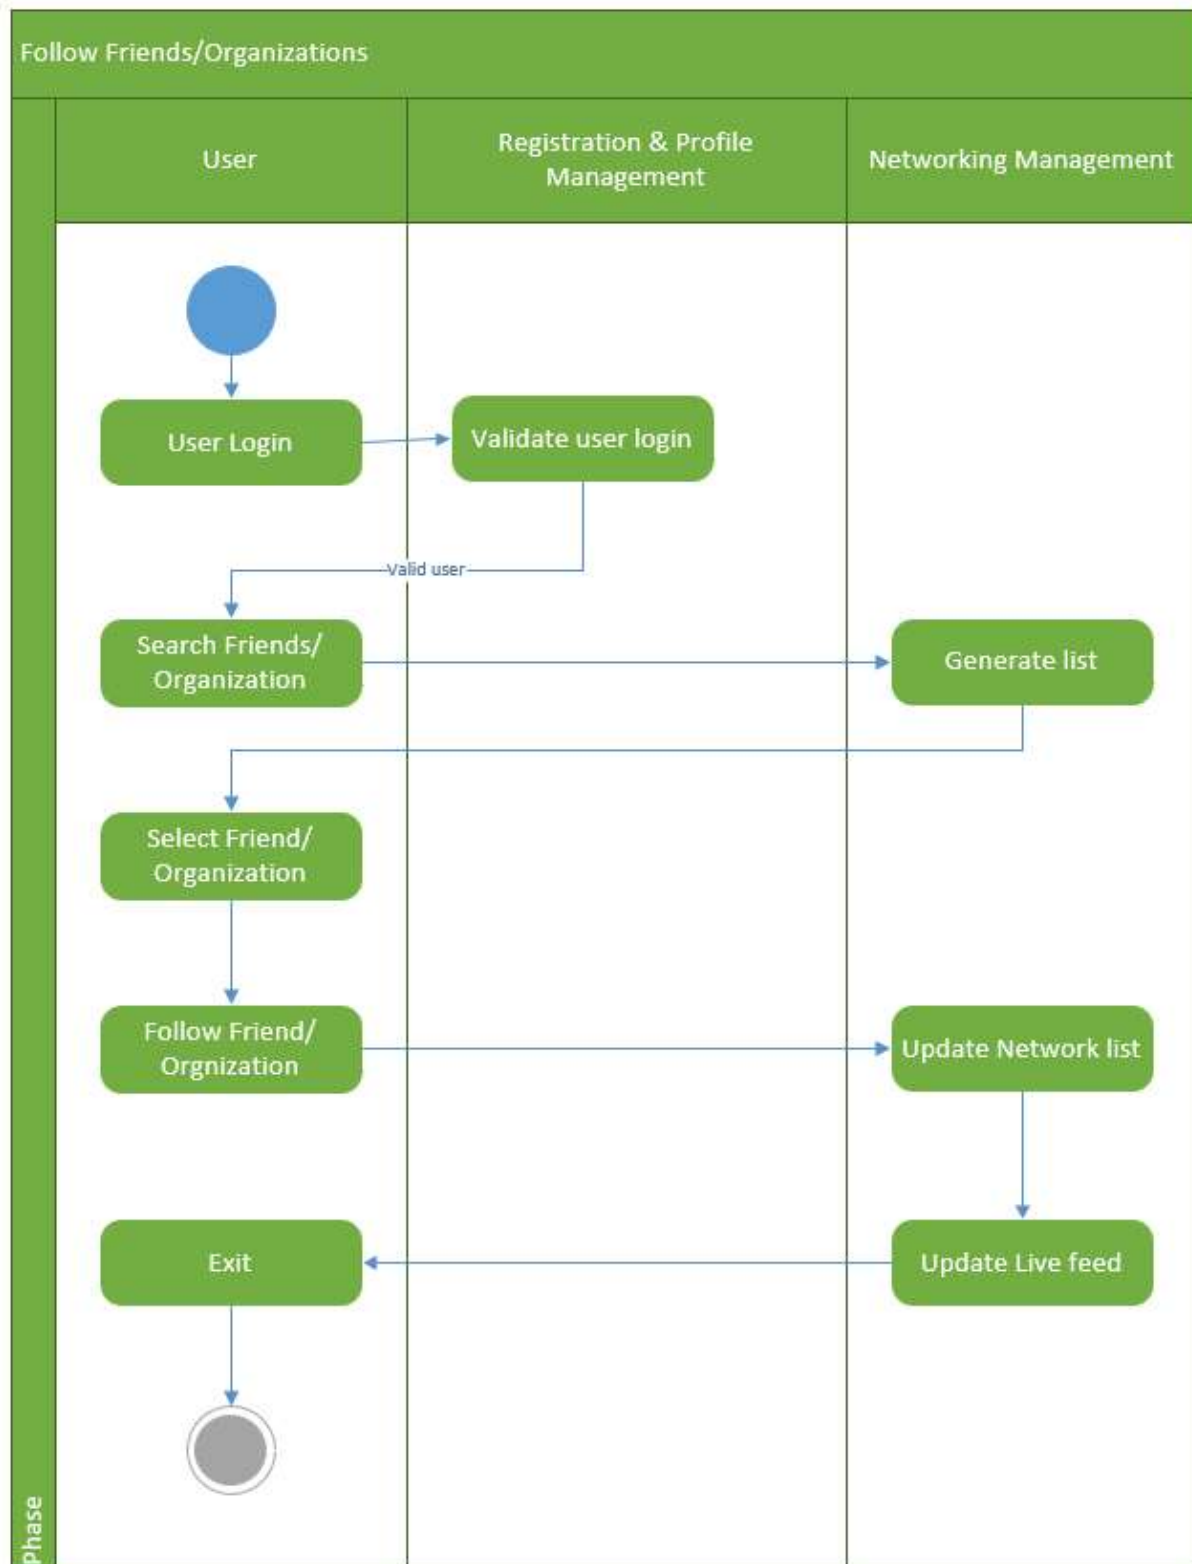 Follow Friends/Organizations
User
Registration & Profile
Management
Networking Management
User Login
Validate user login
Valid user
Search Friends/
Organization
Generate list
Select Friend/
Organization
Follow Friend/
Orgnization
Update Network list
Exit
Update Live feed
Phase